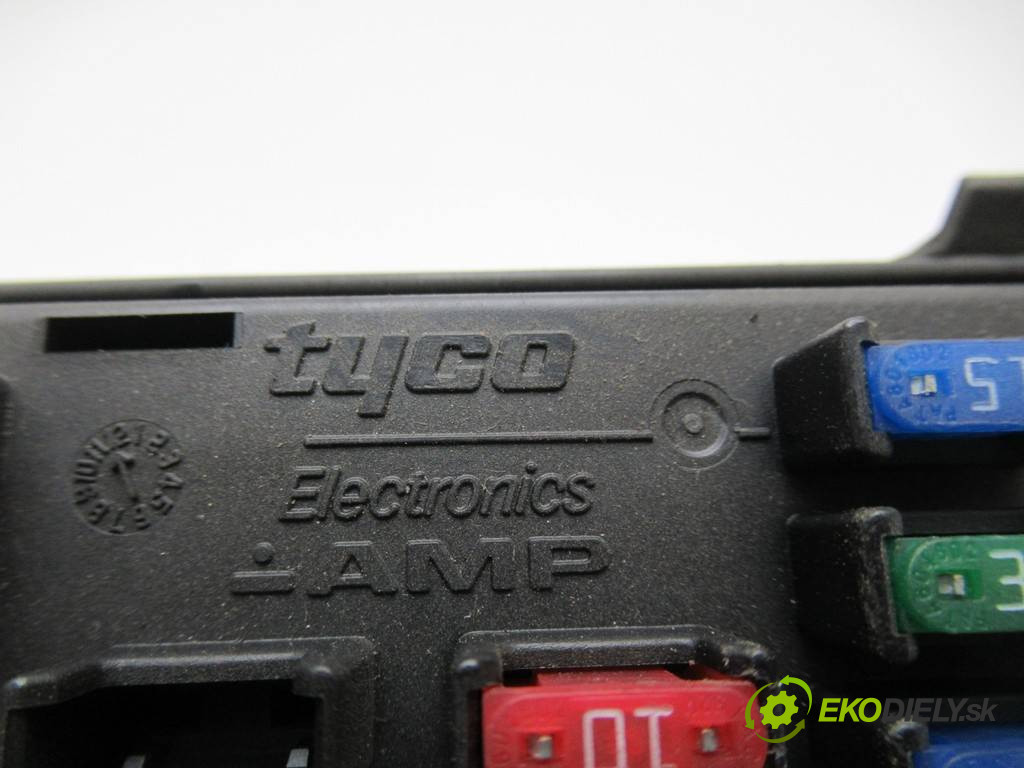 tyco
Electronics
AMP
15
10
EKODIELY.sk